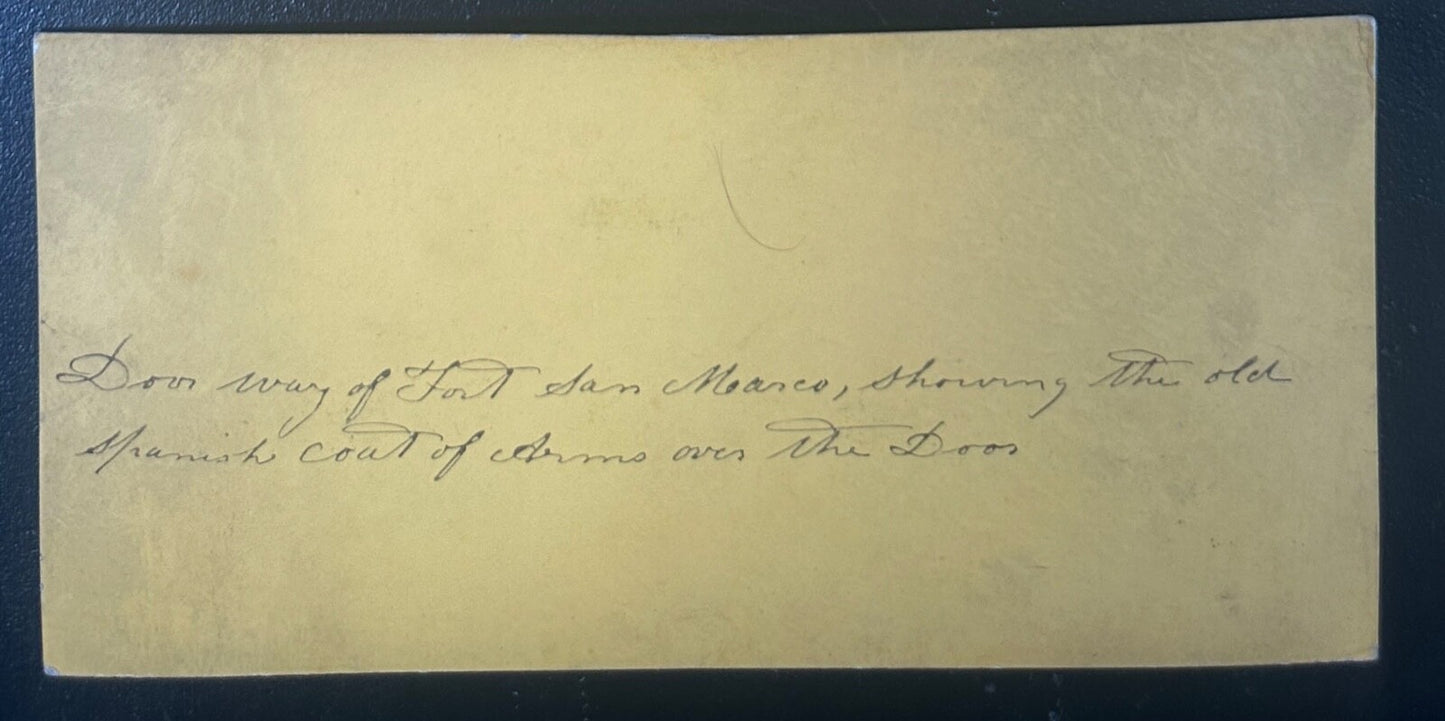 Door way of Fort San Marco, showing the old
spanish coat of Arms over the Door